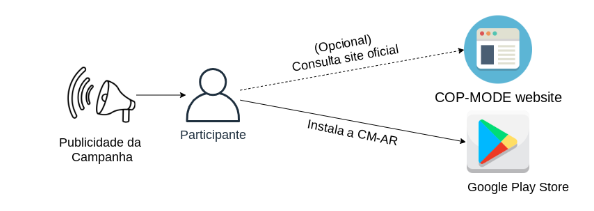 (Opcional)
Consulta site oficial
COP-MODE website
Publicidade da
Campanha
Participante
Instala a CM-AR
Google Play Store